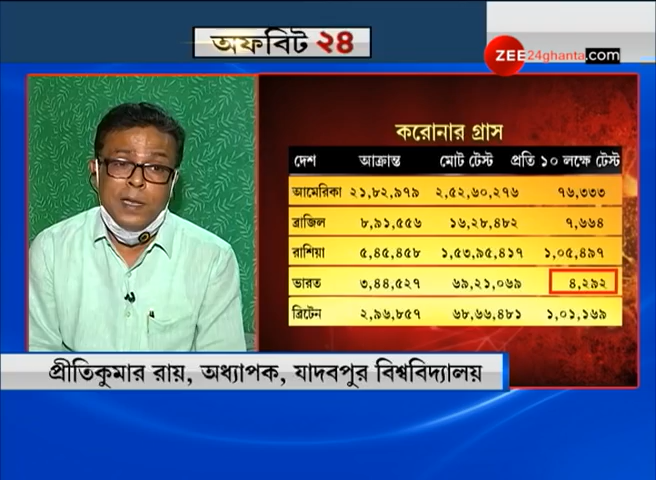 অফবিট ২৪
ZEE24ghanta.com
করোনার গ্রাস
দেশ আক্রান্ত মোট টেস্ট প্রতি ১০ লক্ষে টেস্ট
আমেরিকা ২১,৮২,৯৭৯ ২,৫২,৬০,২৭৬ ৭৬,৩৩৩
ব্রাজিল ৮,৯১,৫৫৬ ১৬,২৮,৪৮২ ৭,৬৬৪
রাশিয়া ৫,৪৫,৪৫৮ ১,৫৩,৯৫,৪১৭ ১,০৫,৪৯৭
ভারত ৩,৪৪,৫২৭ ৬৯,২১,০৬৯ ৪,২৯২
ব্রিটেন ২,৯৬,৮৫৭ ৬৮,৬৬,৪৮১ ১,০১,১৬৯
প্রীতিকুমার রায়, অধ্যাপক, যাদবপুর বিশ্ববিদ্যালয়